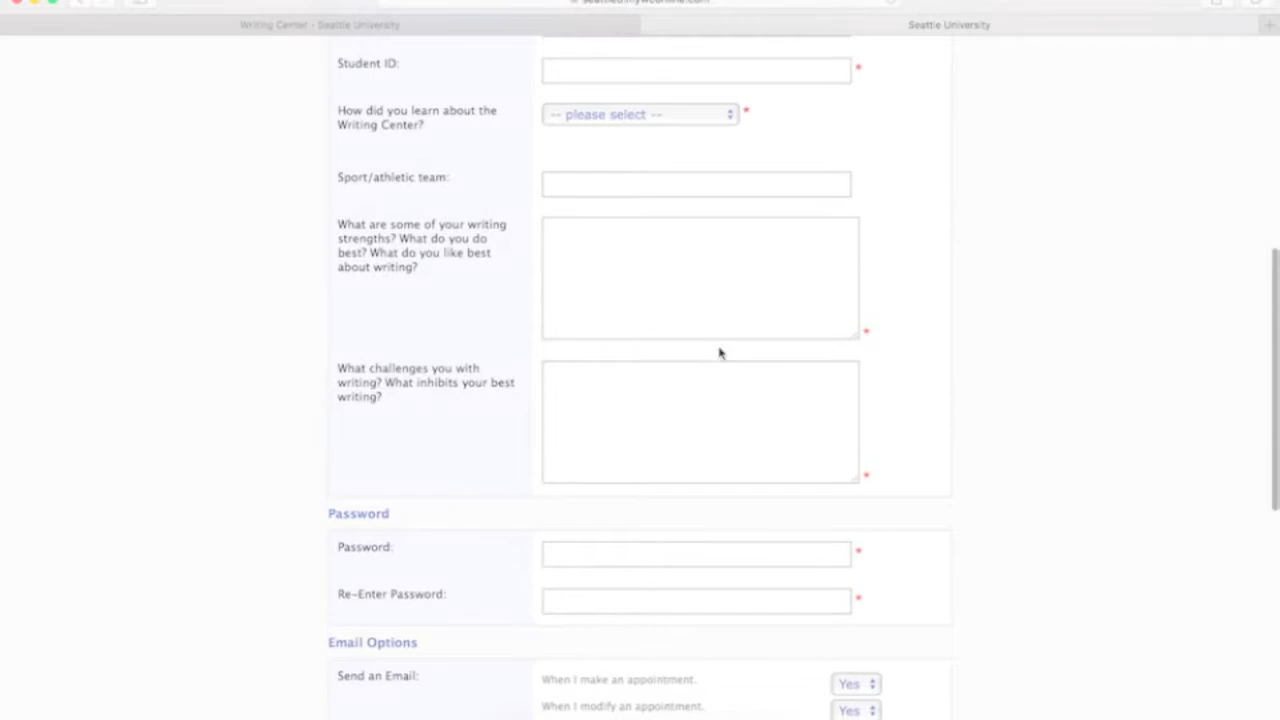 Writing Center - Seattle University
Seattle University
Student ID:
*
How did you learn about the
Writing Center?
-- please select --
*
Sport/athletic team:
What are some of your writing
strengths? What do you do
best? What do you like best
about writing?
*
What challenges you with
writing? What inhibits your best
writing?
*
Password
Password:
*
Re-Enter Password:
*
Email Options
Send an Email:
When I make an appointment.
Yes
When I modify an appointment.
Yes